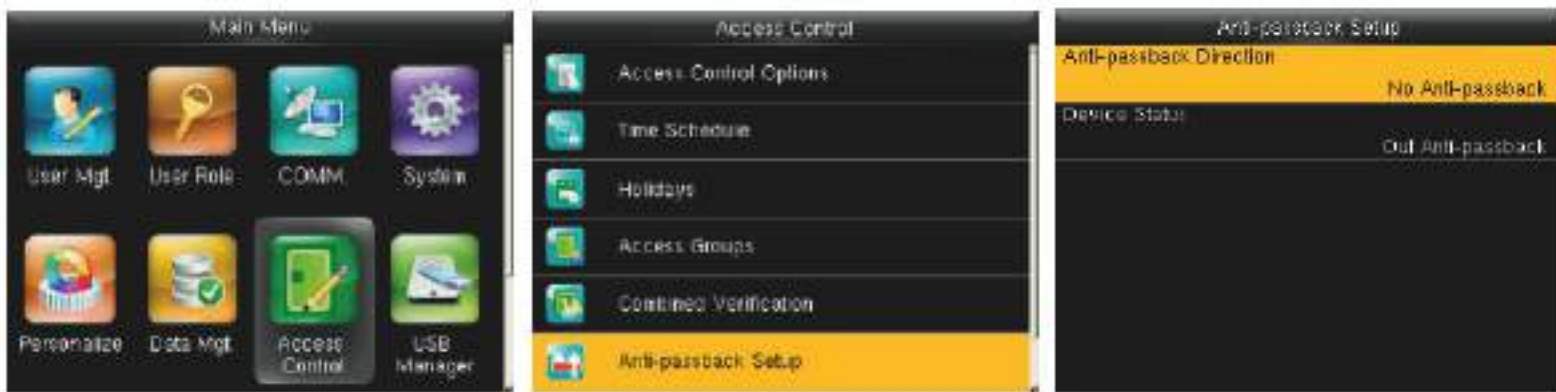 Main Menu
User Mgt
User Role
COMM.
System
Personalize
Data Mgt
Access
Control
USB
Manager
Access Control
Access Control Options
Time Schedule
Holidays
Access Groups
Combined Verification
Anti-passback Setup
Anti-passback Setup
Anti-passback Direction
No Anti-passback
Device Status
Out Anti-passback